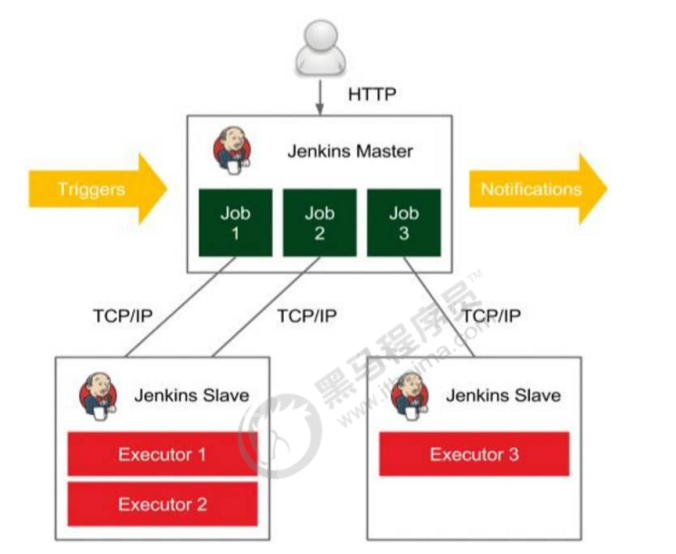 HTTP
Jenkins Master
Triggers
Notifications
Job
1
Job
2
Job
3
TCP/IP
TCP/IP
TCP/IP
黑马程序员™
www.itheima.com
Jenkins Slave
Jenkins Slave
Executor 1
Executor 3
Executor 2